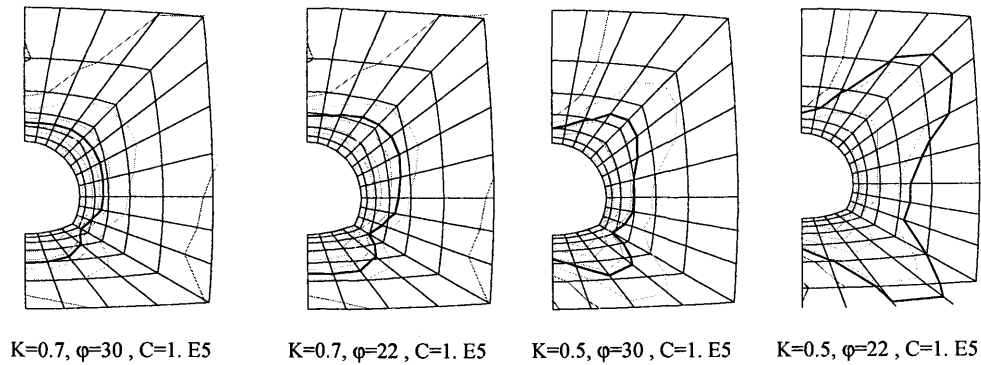 K=0.7, φ=30 , C=1. E5
K=0.7, φ=22 , C=1. E5
K=0.5, φ=30 , C=1. E5
K=0.5, φ=22 , C=1. E5